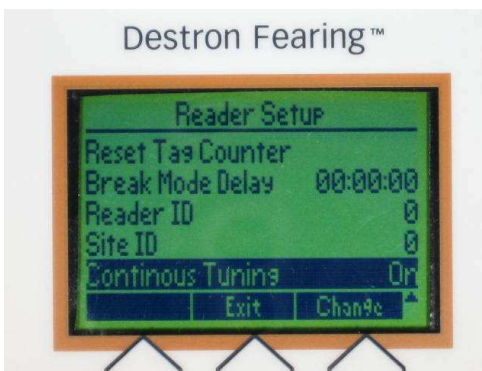 Destron Fearing™
Reader Setup
Reset Tag Counter
Break Mode Delay 00:00:00
Reader ID 0
Site ID 0
Continous Tuning On
Exit Change